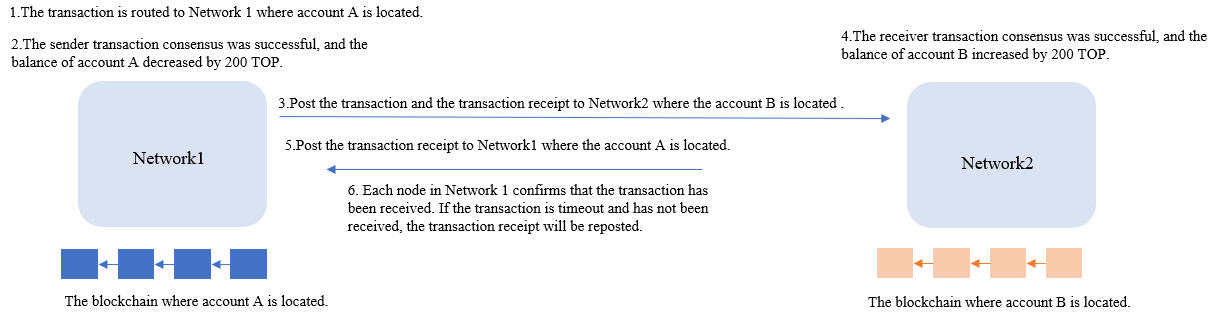 1.The transaction is routed to Network 1 where account A is located.
2.The sender transaction consensus was successful, and the
balance of account A decreased by 200 TOP.
4.The receiver transaction consensus was successful, and the
balance of account B increased by 200 TOP.
3.Post the transaction and the transaction receipt to Network2 where the account B is located .
5.Post the transaction receipt to Network1 where the account A is located.
Network1
Network2
6. Each node in Network 1 confirms that the transaction has
been received. If the transaction is timeout and has not been
received, the transaction receipt will be reposted.
The blockchain where account A is located.
The blockchain where account B is located.